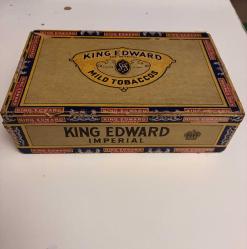 KING EDWARD
MILD TOBACCOS
KING EDWARD
IMPERIAL